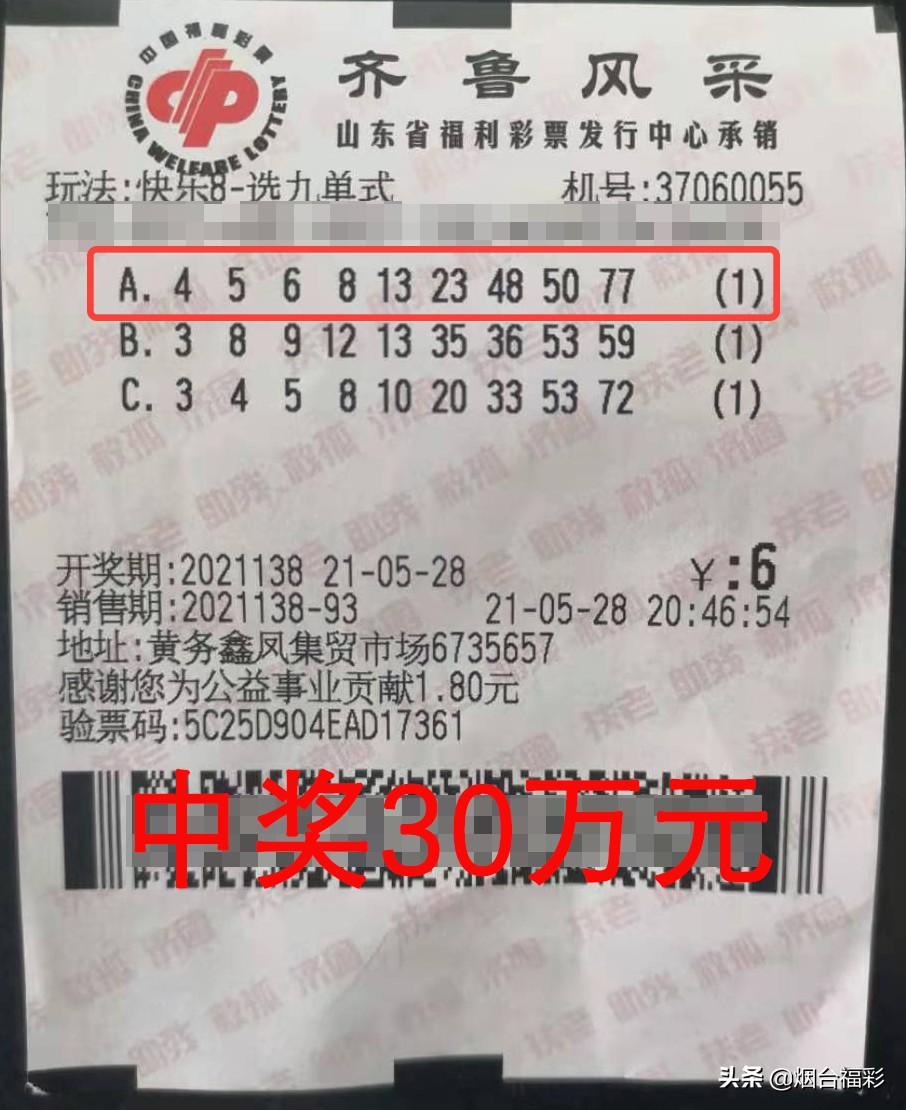 中国福利彩票
CHINA WELFARE LOTTERY
齐鲁风采
山东省福利彩票发行中心承销
玩法:快乐8-选九单式 机号:37060055
A. 4 5 6 8 13 23 48 50 77 (1)
B. 3 8 9 12 13 35 36 53 59 (1)
C. 3 4 5 8 10 20 33 53 72 (1)
开奖期:2021138 21-05-28 ¥:6
销售期:2021138-93 21-05-28 20:46:54
地址:黄务鑫凤集贸市场6735657
感谢您为公益事业贡献1.80元
验票码:5C25D904EAD17361
中奖30万元
头条 @烟台福彩